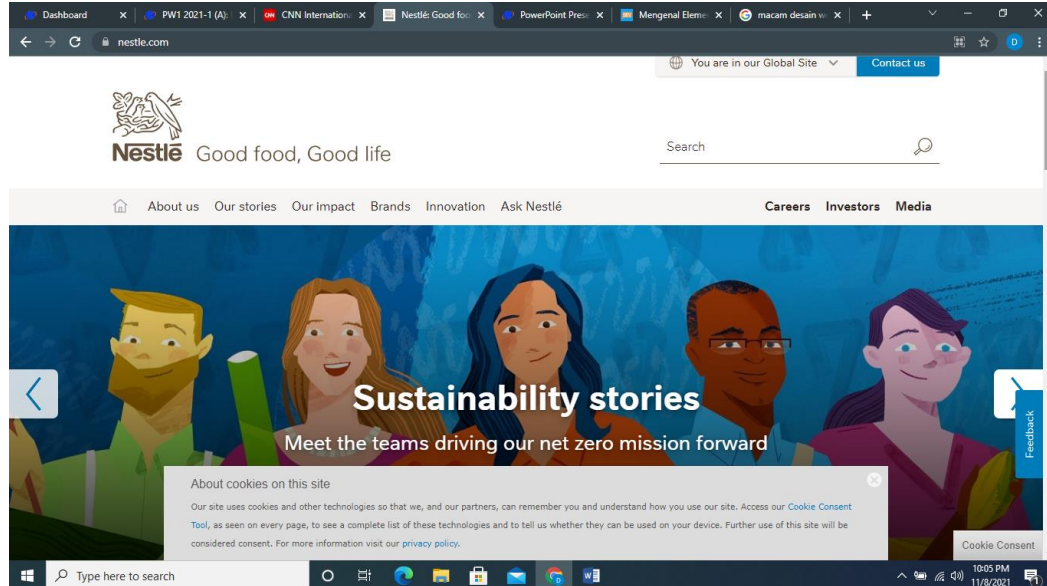 Dashboard
PW1 2021-1 (A):
CNN Internationa
Nestlé: Good foo
PowerPoint Prese
Mengenal Eleme
macam desain w
nestle.com
D
You are in our Global Site
Contact us
Nestlé Good food, Good life
Search
About us Our stories Our impact Brands Innovation Ask Nestlé Careers Investors Media
Sustainability stories
Meet the teams driving our net zero mission forward
Feedback
About cookies on this site
Our site uses cookies and other technologies so that we, and our partners, can remember you and understand how you use our site. Access our Cookie Consent
Tool, as seen on every page, to see a complete list of these technologies and to tell us whether they can be used on your device. Further use of this site will be
considered consent. For more information visit our privacy policy.
Cookie Consent
Type here to search
10:05 PM
11/8/2021